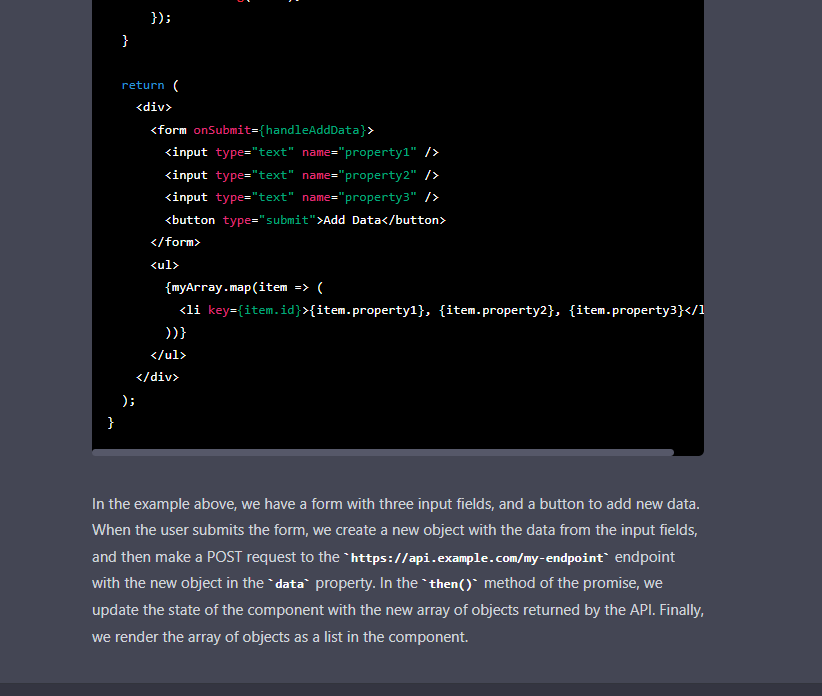 });
}
return (
<div>
<form onSubmit={handleAddData}>
<input type="text" name="property1" />
<input type="text" name="property2" />
<input type="text" name="property3" />
<button type="submit">Add Data</button>
</form>
<ul>
{myArray.map(item => (
<li key={item.id}>{item.property1}, {item.property2}, {item.property3}</l
))}
</ul>
</div>
);
}
In the example above, we have a form with three input fields, and a button to add new data.
When the user submits the form, we create a new object with the data from the input fields,
and then make a POST request to the `https://api.example.com/my-endpoint` endpoint
with the new object in the `data` property. In the `then()` method of the promise, we
update the state of the component with the new array of objects returned by the API. Finally,
we render the array of objects as a list in the component.